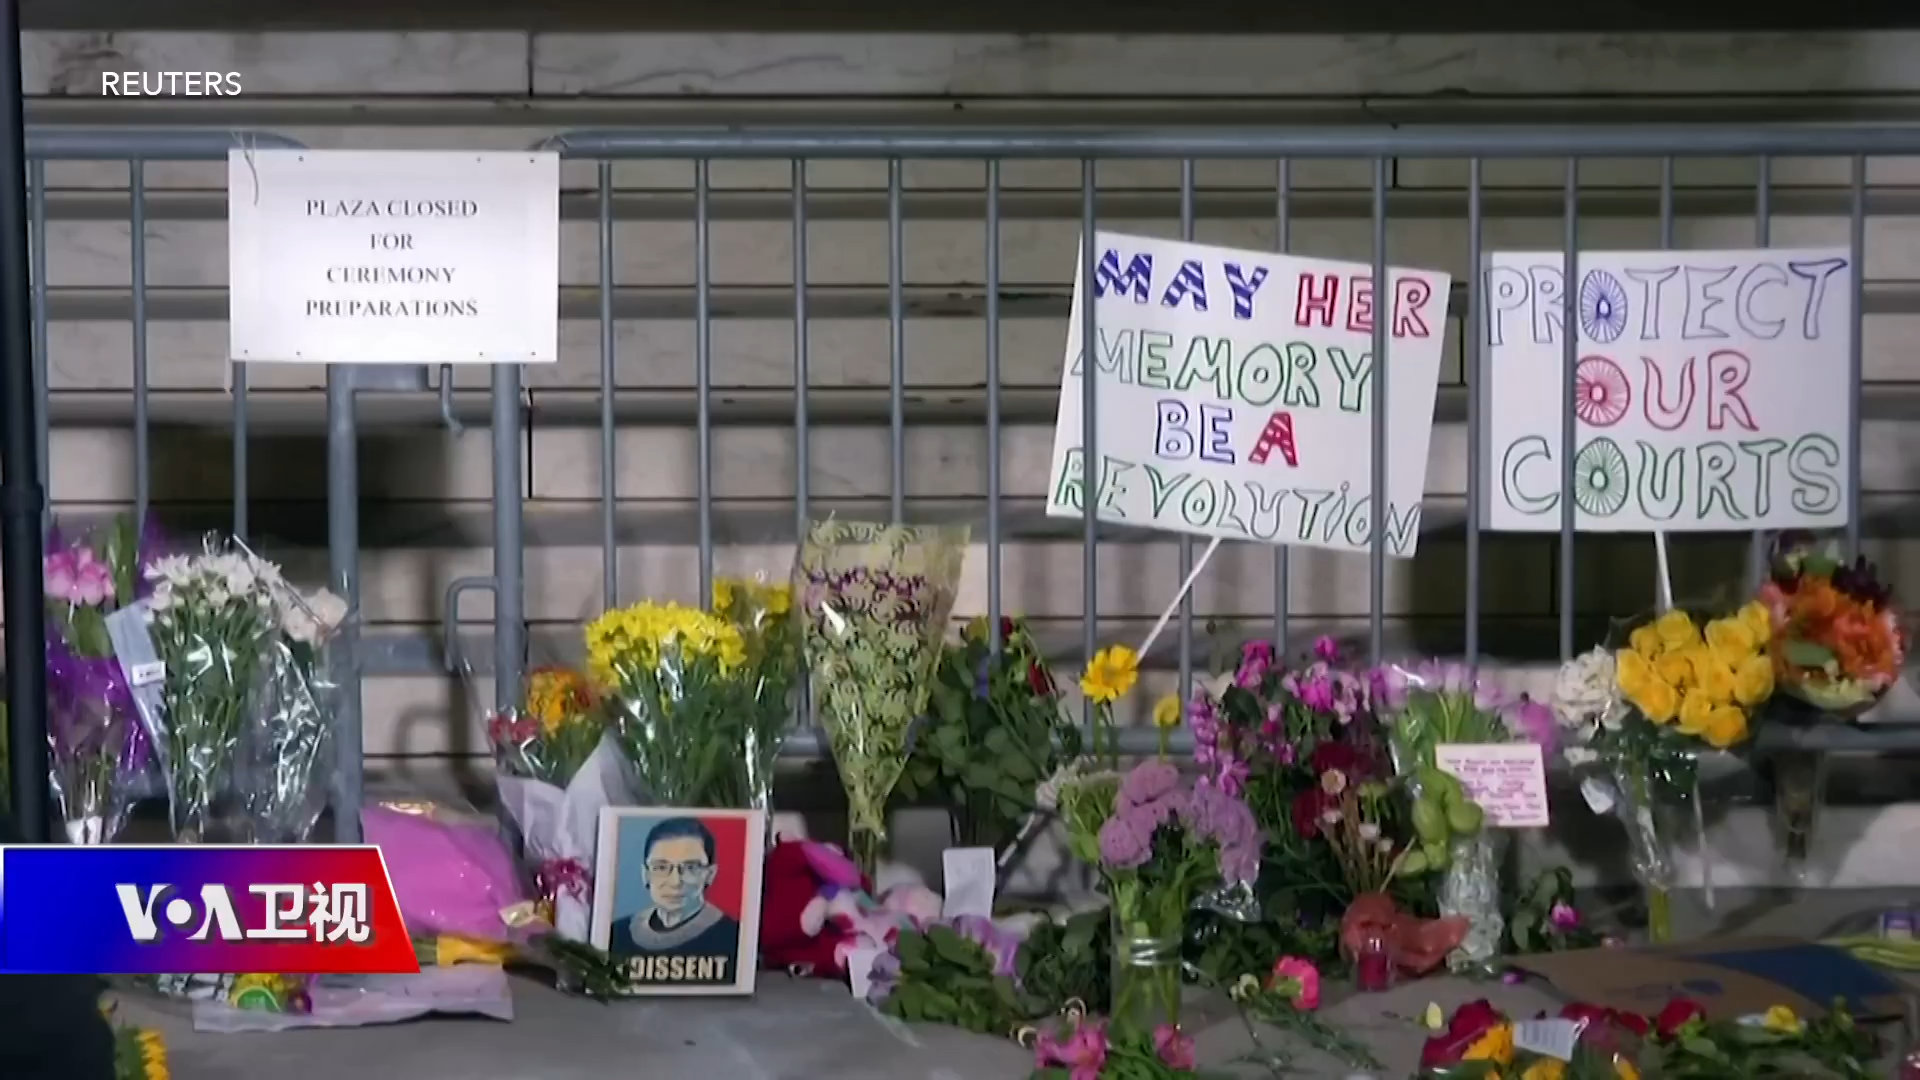 REUTERS
PLAZA CLOSED
FOR
CEREMONY
PREPARATIONS
MAY HER
MEMORY
BE A
REVOLUTION
PROTECT
OUR
COURTS
DISSENT
VOA卫视